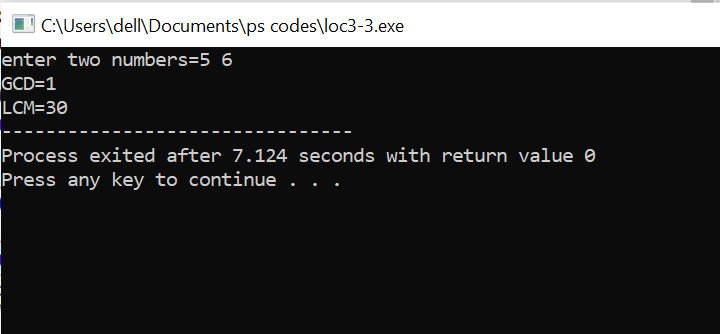 C:\Users\dell\Documents\ps codes\loc3-3.exe
enter two numbers=5 6
GCD=1
LCM=30
--------------------------------
Process exited after 7.124 seconds with return value 0
Press any key to continue . . .